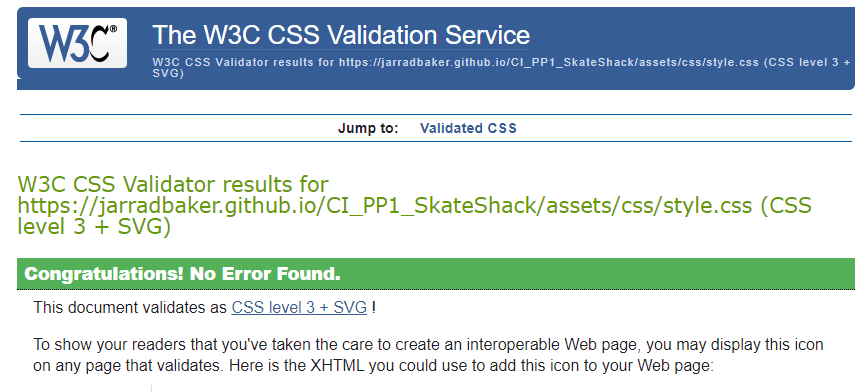 W3C®
The W3C CSS Validation Service
W3C CSS Validator results for https://jarradbaker.github.io/CI_PP1_SkateShack/assets/css/style.css (CSS level 3 +
SVG)
Jump to: Validated CSS
W3C CSS Validator results for
https://jarradbaker.github.io/CI_PP1_SkateShack/assets/css/style.css (CSS
level 3 + SVG)
Congratulations! No Error Found.
This document validates as CSS level 3 + SVG !
To show your readers that you've taken the care to create an interoperable Web page, you may display this icon
on any page that validates. Here is the XHTML you could use to add this icon to your Web page: